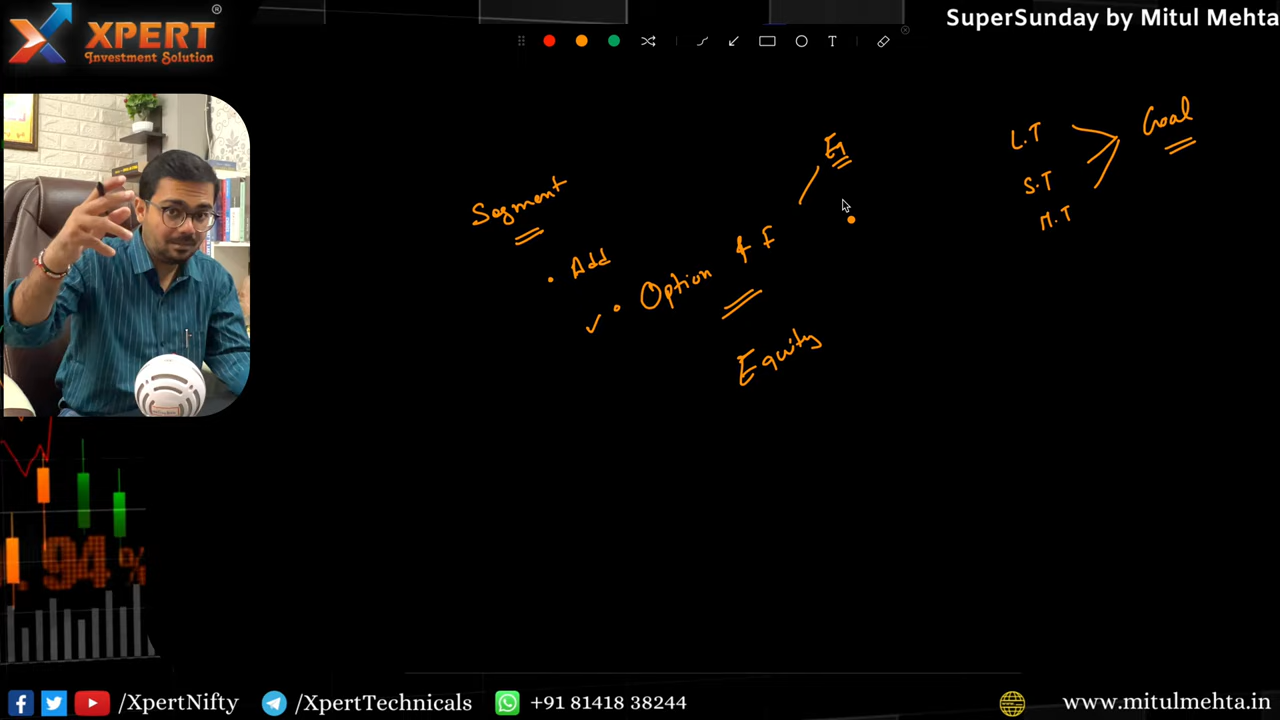 XPERT
®
Investment Solution
SuperSunday by Mitul Mehta
T
Goal
L.T
S.T
M.T
Segment
• Add
✓ • Option & F
Equity
.94 %
/XpertNifty
/XpertTechnicals
+91 81418 38244
www.mitulmehta.in